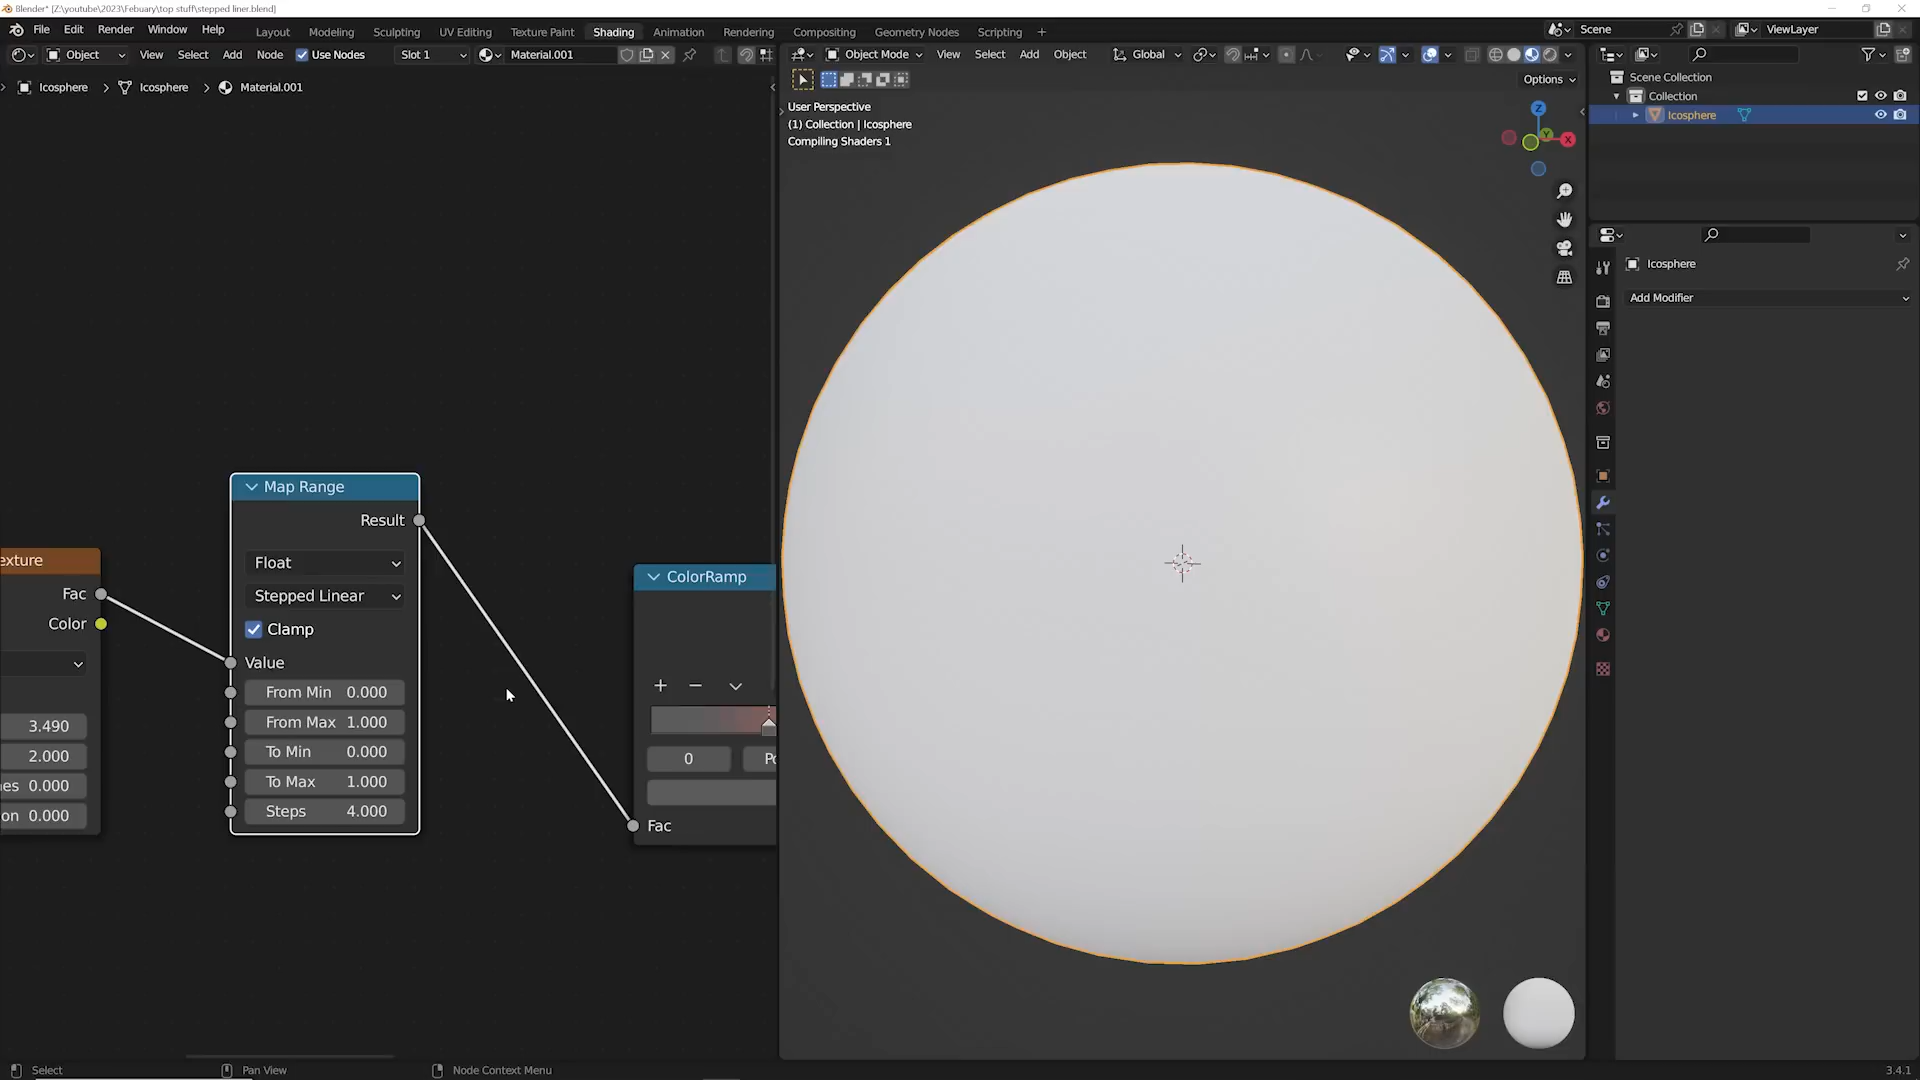 Blender* [Z:\youtube\2023\Febuary\top stuff\stepped liner.blend]
File Edit Render Window Help Layout Modeling Sculpting UV Editing Texture Paint Shading Animation Rendering Compositing Geometry Nodes Scripting + Scene ViewLayer
Object View Select Add Node Use Nodes Slot 1 Material.001 Object Mode View Select Add Object Global
Options
Icosphere > Icosphere > Material.001
User Perspective
(1) Collection | Icosphere
Compiling Shaders 1
Z
Y
X
Scene Collection
Collection
Icosphere
Icosphere
Add Modifier
exture
Fac
Color
3.490
2.000
es 0.000
on 0.000
Map Range
Result
Float
Stepped Linear
Clamp
Value
From Min 0.000
From Max 1.000
To Min 0.000
To Max 1.000
Steps 4.000
ColorRamp
+ −
0 Po
Fac
Select Pan View Node Context Menu 3.4.1